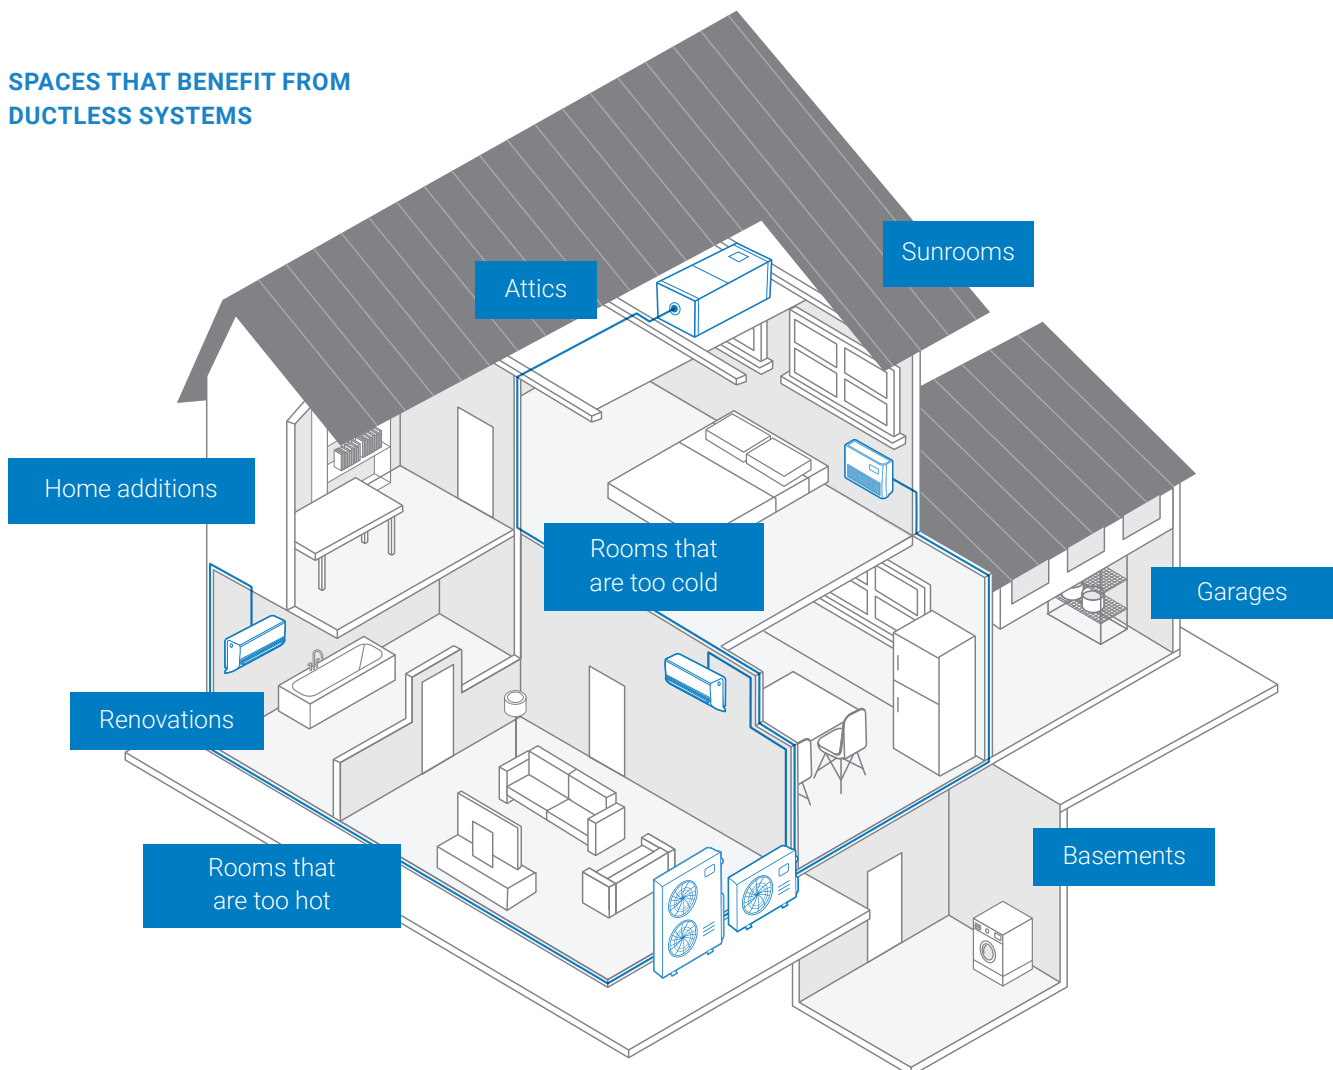 SPACES THAT BENEFIT FROM
DUCTLESS SYSTEMS
Sunrooms
Attics
Home additions
Rooms that
are too cold
Garages
Renovations
Basements
Rooms that
are too hot